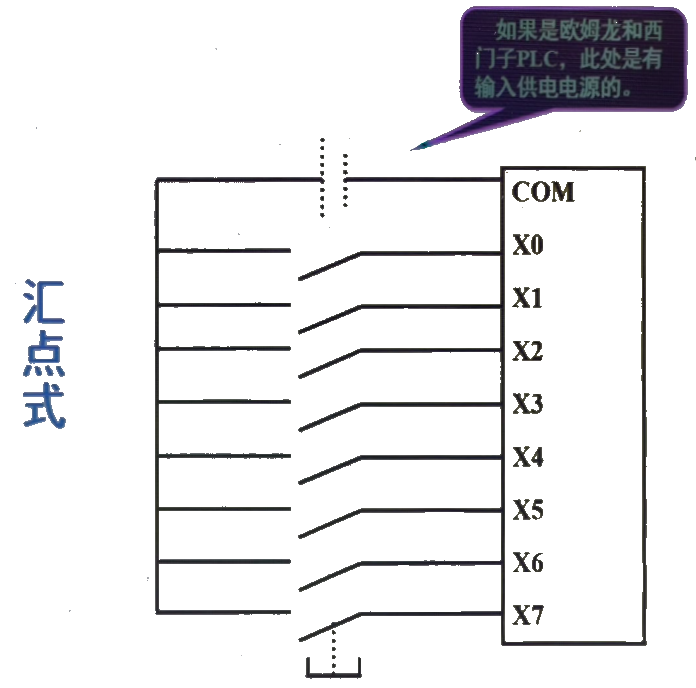 如果是欧姆龙和西
门子PLC，此处是有
输入供电电源的。
COM
X0
X1
X2
X3
X4
X5
X6
X7
汇点式